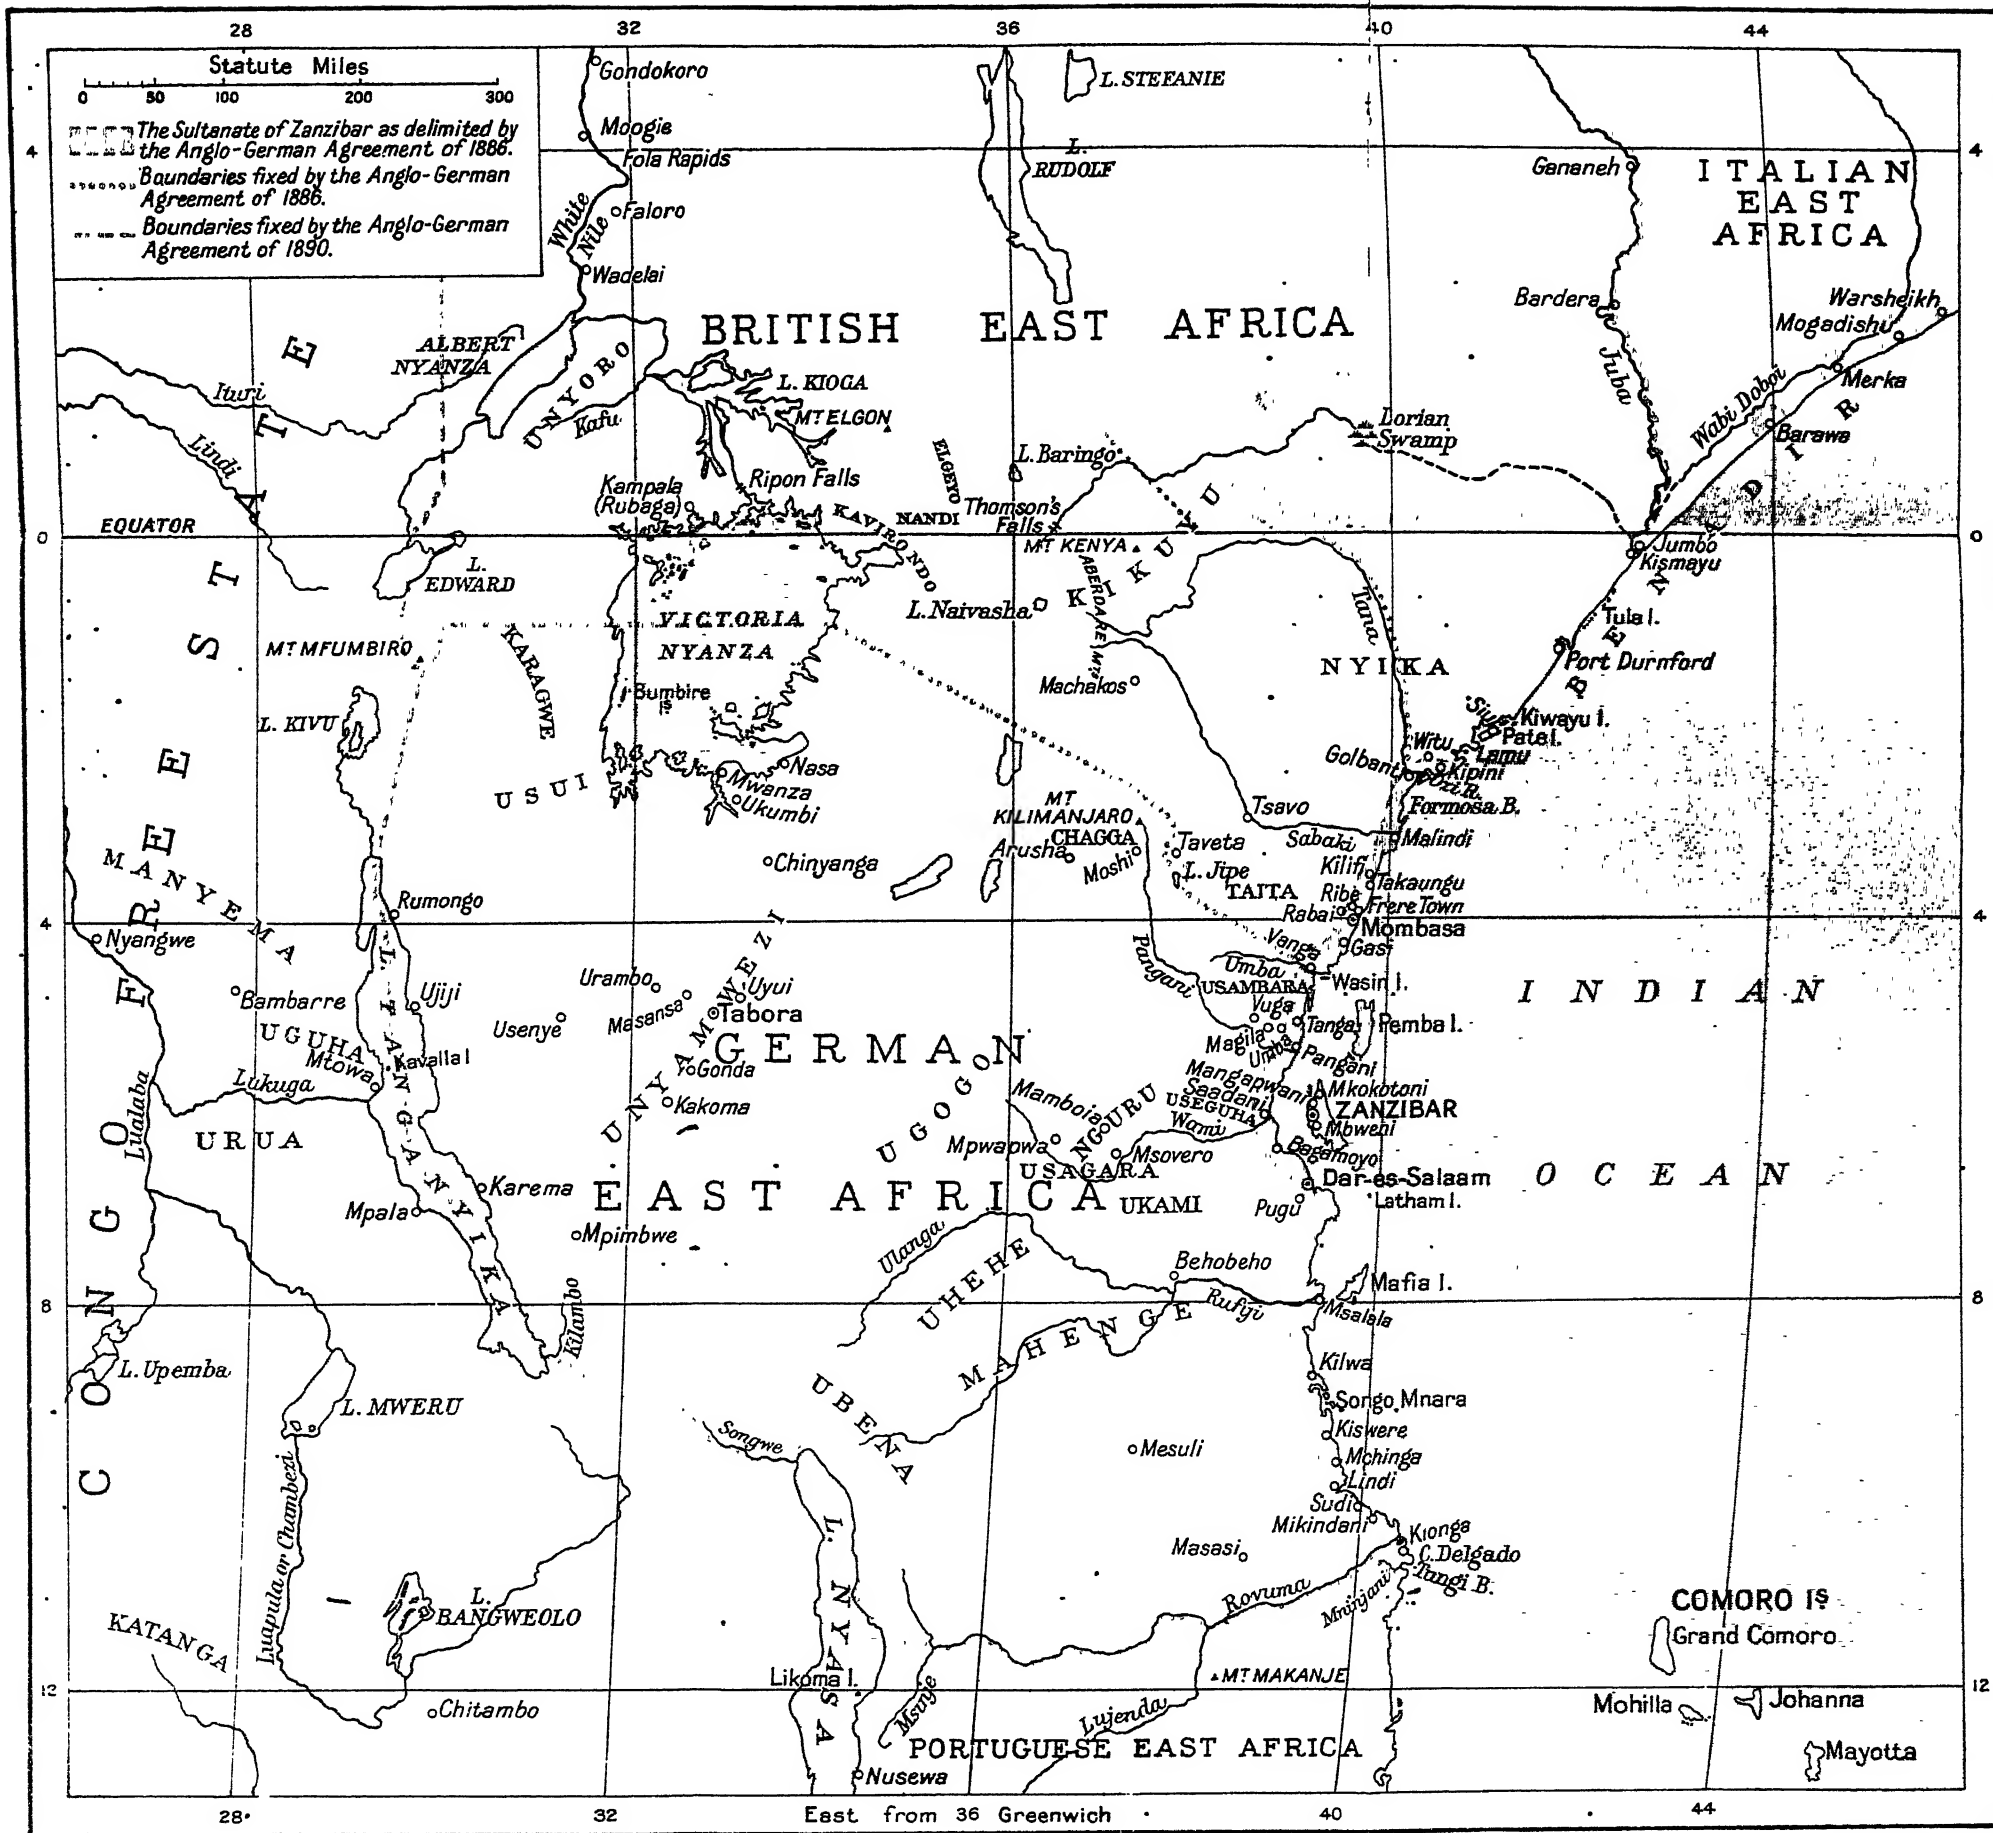 28 32 36 40 44
Statute Miles
0 50 100 200 300
The Sultanate of Zanzibar as delimited by
the Anglo-German Agreement of 1886.
Boundaries fixed by the Anglo-German
Agreement of 1886.
Boundaries fixed by the Anglo-German
Agreement of 1890.
Gondokoro
L. STEFANIE
Moogie
4
Fola Rapids
L.
RUDOLF
Gananeh
ITALIAN
EAST
AFRICA
4
White
Nile
Faloro
Wadelai
Bardera
Warsheikh
Mogadishu
BRITISH EAST AFRICA
ALBERT
NYANZA
UNYORO
Juba
Wabi Doboi
Merka
Ituri
L. KIOGA
Kafu
MT ELGON
Lorian
Swamp
Barawa
Lindi
ELGEYO
L. Baringo
Ripon Falls
Kampala
(Rubaga)
KAVIRONDO
NANDI
Thomson's
Falls
KIKUYU
BENADIR
0
EQUATOR
MT KENYA
Jumbo
Kismayu
0
L.
EDWARD
ABERDARE MTS
L. Naivasha
Tana
VICTORIA
NYANZA
Tula I.
MT MFUMBIRO
KARAGWE
NYIKA
Port Durnford
Machakos
Bumbire
Is
L. KIVU
Siyu
Kiwayu I.
Pate I.
Witu
Lamu
Golbanti
Kipini
Ozi R.
Nasa
Mwanza
Ukumbi
USUI
MT
KILIMANJARO
CHAGGA
Arusha
Moshi
Taveta
Tsavo
Sabaki
Formosa B.
Malindi
Chinyanga
L. Jipe
TAITA
Kilifi
Takaungu
Ribe
Frere Town
Rabai
Mombasa
MANYEMA
Rumongo
4
4
Nyangwe
Vanga
Gasi
Pangani
Umba
USAMBARA
Wasin I.
INDIAN
Bambarre
Ujiji
Urambo
Masansa
Uyui
Tabora
Usenye
Vuga
Tanga
Pemba I.
UGUHA
Mtowa
Kavalla I
GERMAN
Magila
Umba
Pangani
UNYAMOWEZI
Gonda
Kakoma
Lukuga
L. TANGANYIKA
Mangapwani
Saadani
USEGUHA
Mkokotoni
ZANZIBAR
Mbweni
Mamboia
NGURU
Wami
Lualaba
URUA
UGOGO
Mpwapwa
Msovero
USAGARA
Bagamoyo
Dar-es-Salaam
OCEAN
Karema
EAST AFRICA
UKAMI
Pugu
Latham I.
Mpala
Mpimbwe
Ulanga
UHEHE
Behobeho
Mafia I.
8
Kilambo
MAHENGE
Rufiji
Msalala
8
CONGO FREE STATE
L. Upemba
UBENA
Kilwa
L. MWERU
Songwe
Songo Mnara
Kiswere
Mesuli
Mchinga
Lindi
Sudi
Mikindani
Kionga
Luapula or Chambezi
L. NYASSA
Masasi
C. Delgado
Tungi B.
Rovuma
Mninjani
L.
BANGWEOLO
COMORO Is
Grand Comoro
KATANGA
12
Likoma I.
Msinje
MT MAKANJE
12
Chitambo
Lujenda
Mohilla
Johanna
PORTUGUESE EAST AFRICA
Mayotta
Nusewa
28 32 East from 36 Greenwich 40 44